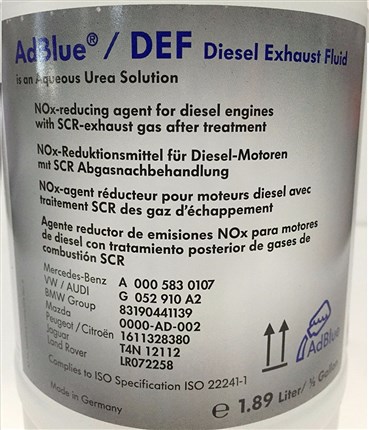 AdBlue® / DEF Diesel Exhaust Fluid
is an Aqueous Urea Solution
NOx-reducing agent for diesel engines
with SCR-exhaust gas after treatment
NOx-Reduktionsmittel für Diesel-Motoren
mit SCR Abgasnachbehandlung
NOx-agent réducteur pour moteurs diesel avec
traitement SCR des gaz d'échappement
Agente reductor de emisiones NOx para motores
de diesel con tratamiento posterior de gases de
combustión SCR
Mercedes-Benz A 000 583 0107
VW / AUDI G 052 910 A2
BMW Group 83190441139
Mazda 0000-AD-002
Peugeot / Citroën 1611328380
Jaguar T4N 12112
Land Rover LR072258
Complies to ISO Specification ISO 22241-1
Made in Germany
AdBlue
e 1.89 Liter/ ½ Gallon